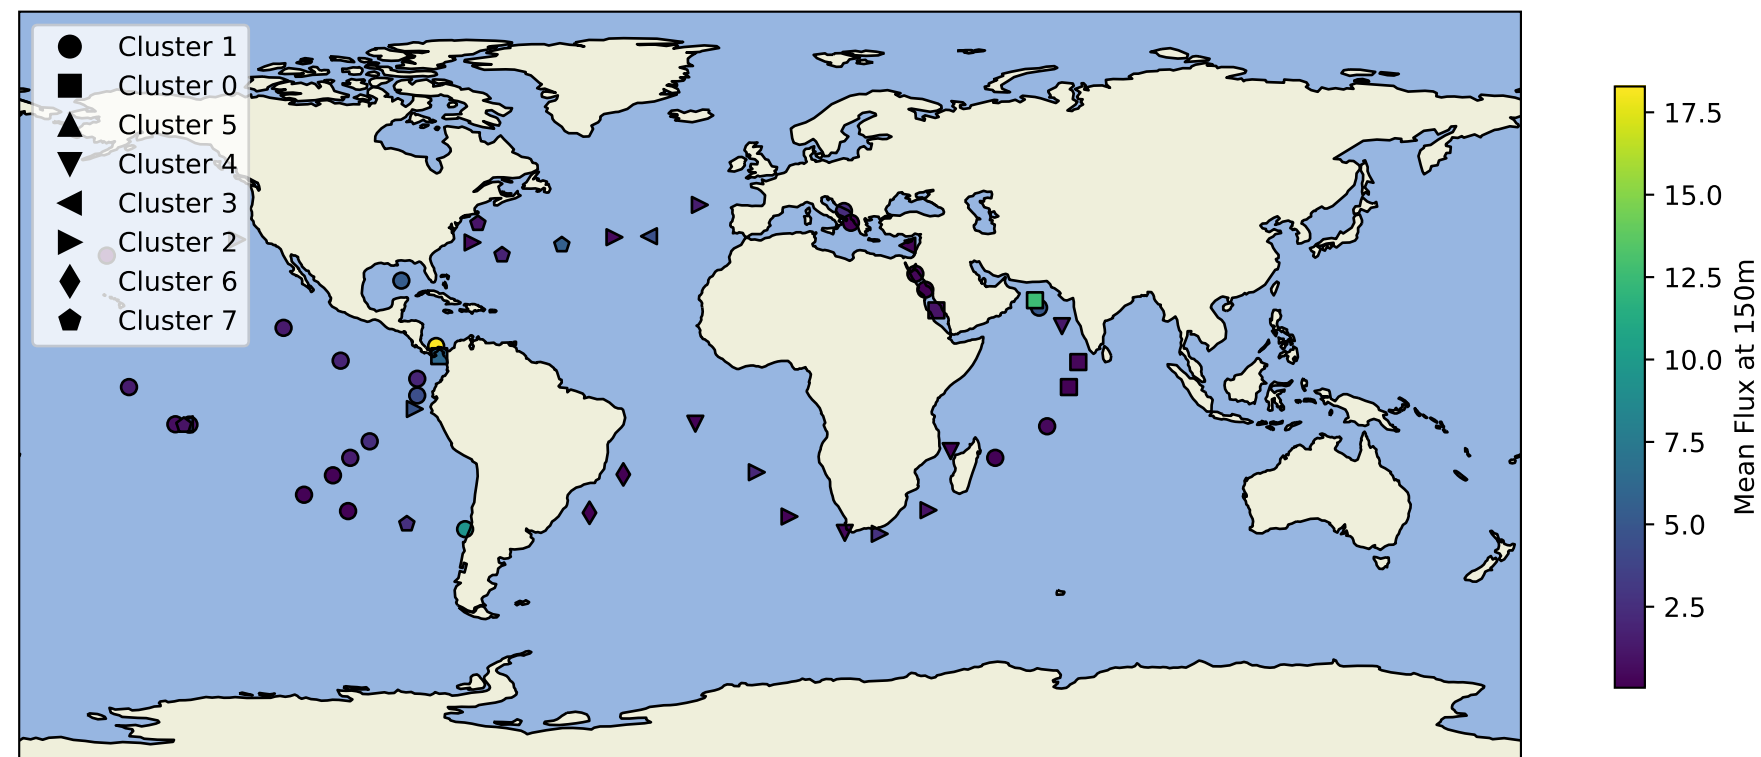 Cluster 1
Cluster 0
Cluster 5
Cluster 4
Cluster 3
Cluster 2
Cluster 6
Cluster 7
17.5
15.0
12.5
10.0
7.5
5.0
2.5
Mean Flux at 150m